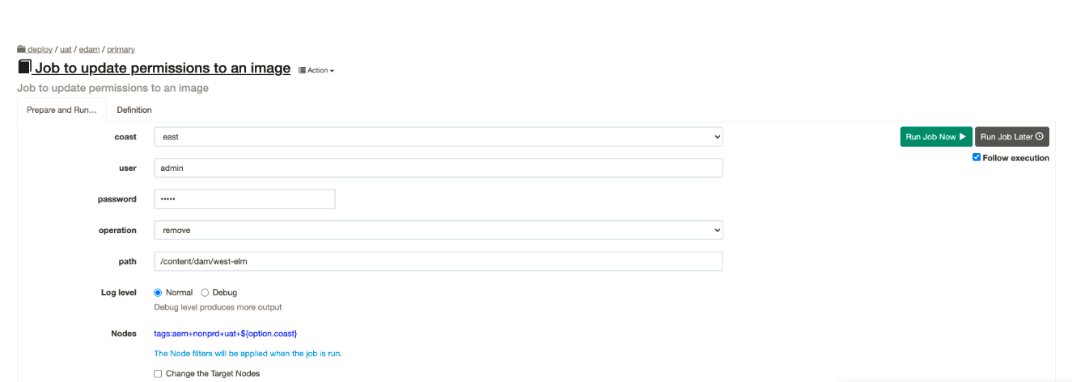 deploy / uat / edam / primary
Job to update permissions to an image Action
Job to update permissions to an image
Prepare and Run... Definition
coast east Run Job Now Run Job Later
Follow execution
user admin
password •••••
operation remove
path /content/dam/west-elm
Log level Normal Debug
Debug level produces more output
Nodes tags:aem+nonprd+uat+${option.coast}
The Node filters will be applied when the job is run.
Change the Target Nodes